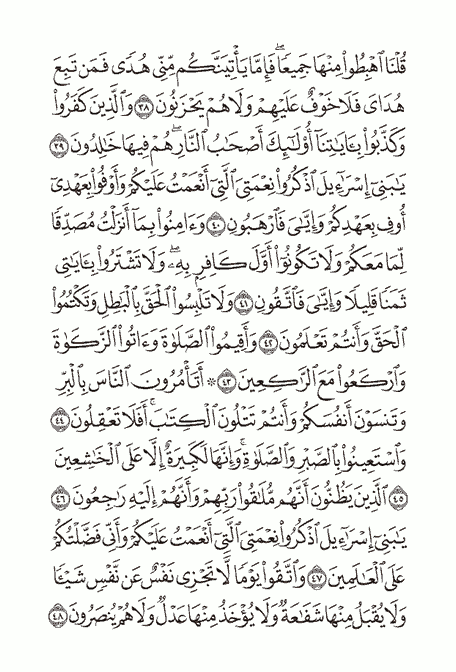 قُلْنَا ٱهْبِطُوا۟ مِنْهَا جَمِيعًا ۖ فَإِمَّا يَأْتِيَنَّكُم مِّنِّى هُدًى فَمَن تَبِعَ
هُدَاىَ فَلَا خَوْفٌ عَلَيْهِمْ وَلَا هُمْ يَحْزَنُونَ ٣٨ وَٱلَّذِينَ كَفَرُوا۟
وَكَذَّبُوا۟ بِـَٔايَـٰتِنَآ أُو۟لَـٰٓئِكَ أَصْحَـٰبُ ٱلنَّارِ ۖ هُمْ فِيهَا خَـٰلِدُونَ ٣٩
يَـٰبَنِىٓ إِسْرَٰٓءِيلَ ٱذْكُرُوا۟ نِعْمَتِىَ ٱلَّتِىٓ أَنْعَمْتُ عَلَيْكُمْ وَأَوْفُوا۟ بِعَهْدِىٓ
أُوفِ بِعَهْدِكُمْ وَإِيَّـٰىَ فَٱرْهَبُونِ ٤٠ وَءَامِنُوا۟ بِمَآ أَنزَلْتُ مُصَدِّقًا
لِّمَا مَعَكُمْ وَلَا تَكُونُوٓا۟ أَوَّلَ كَافِرٍۭ بِهِۦ ۖ وَلَا تَشْتَرُوا۟ بِـَٔايَـٰتِى
ثَمَنًا قَلِيلًا وَإِيَّـٰىَ فَٱتَّقُونِ ٤١ وَلَا تَلْبِسُوا۟ ٱلْحَقَّ بِٱلْبَـٰطِلِ وَتَكْتُمُوا۟
ٱلْحَقَّ وَأَنتُمْ تَعْلَمُونَ ٤٢ وَأَقِيمُوا۟ ٱلصَّلَوٰةَ وَءَاتُوا۟ ٱلزَّكَوٰةَ
وَٱرْكَعُوا۟ مَعَ ٱلرَّٰكِعِينَ ٤٣ ۞ أَتَأْمُرُونَ ٱلنَّاسَ بِٱلْبِرِّ
وَتَنسَوْنَ أَنفُسَكُمْ وَأَنتُمْ تَتْلُونَ ٱلْكِتَـٰبَ ۚ أَفَلَا تَعْقِلُونَ ٤٤
وَٱسْتَعِينُوا۟ بِٱلصَّبْرِ وَٱلصَّلَوٰةِ ۚ وَإِنَّهَا لَكَبِيرَةٌ إِلَّا عَلَى ٱلْخَـٰشِعِينَ
٤٥ ٱلَّذِينَ يَظُنُّونَ أَنَّهُم مُّلَـٰقُوا۟ رَبِّهِمْ وَأَنَّهُمْ إِلَيْهِ رَٰجِعُونَ ٤٦
يَـٰبَنِىٓ إِسْرَٰٓءِيلَ ٱذْكُرُوا۟ نِعْمَتِىَ ٱلَّتِىٓ أَنْعَمْتُ عَلَيْكُمْ وَأَنِّى فَضَّلْتُكُمْ
عَلَى ٱلْعَـٰلَمِينَ ٤٧ وَٱتَّقُوا۟ يَوْمًا لَّا تَجْزِى نَفْسٌ عَن نَّفْسٍ شَيْـًٔا
وَلَا يُقْبَلُ مِنْهَا شَفَـٰعَةٌ وَلَا يُؤْخَذُ مِنْهَا عَدْلٌ وَلَا هُمْ يُنصَرُونَ ٤٨